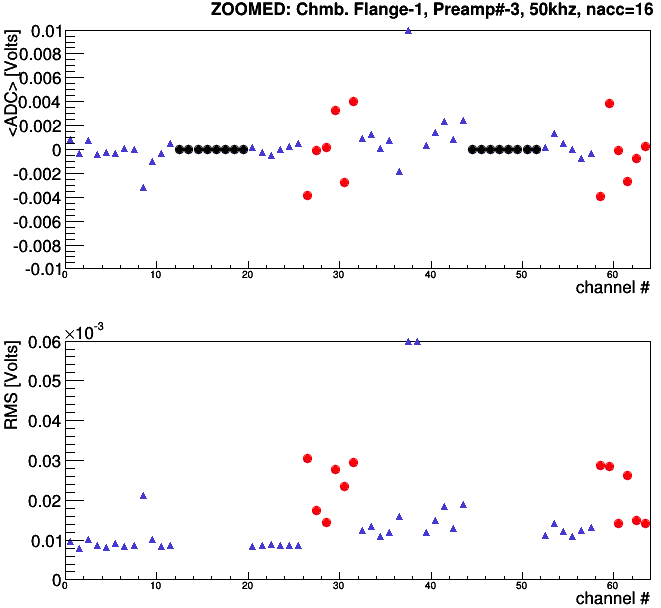 ZOOMED: Chmb. Flange-1, Preamp#-3, 50khz, nacc=16
<ADC> [Volts]
0.01
0.008
0.006
0.004
0.002
0
-0.002
-0.004
-0.006
-0.008
-0.01
0 10 20 30 40 50 60
channel #
×10⁻³
RMS [Volts]
0.06
0.05
0.04
0.03
0.02
0.01
0
0 10 20 30 40 50 60
channel #